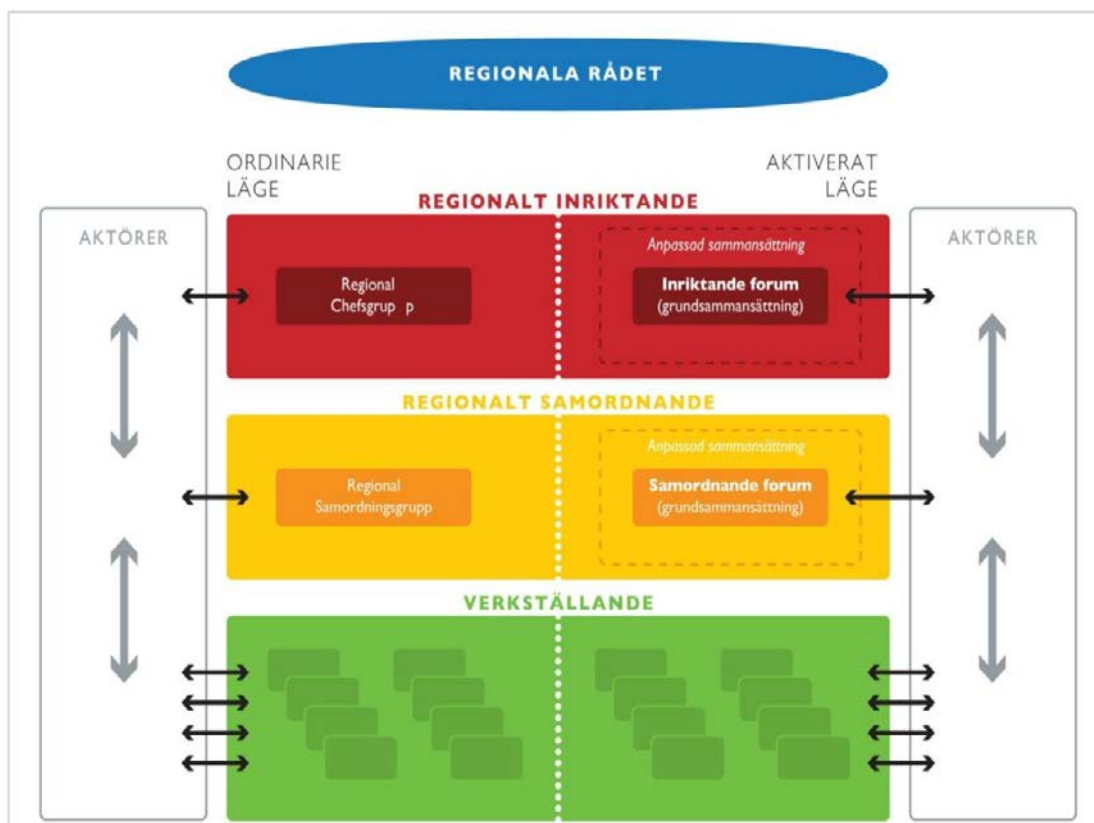 REGIONALA RÅDET
ORDINARIE
LÄGE
AKTIVERAT
LÄGE
REGIONALT INRIKTANDE
AKTÖRER
AKTÖRER
Anpassad sammansättning
Regional
Chefsgrup p
Inriktande forum
(grundsammansättning)
REGIONALT SAMORDNANDE
Anpassad sammansättning
Regional
Samordningsgrupp
Samordnande forum
(grundsammansättning)
VERKSTÄLLANDE